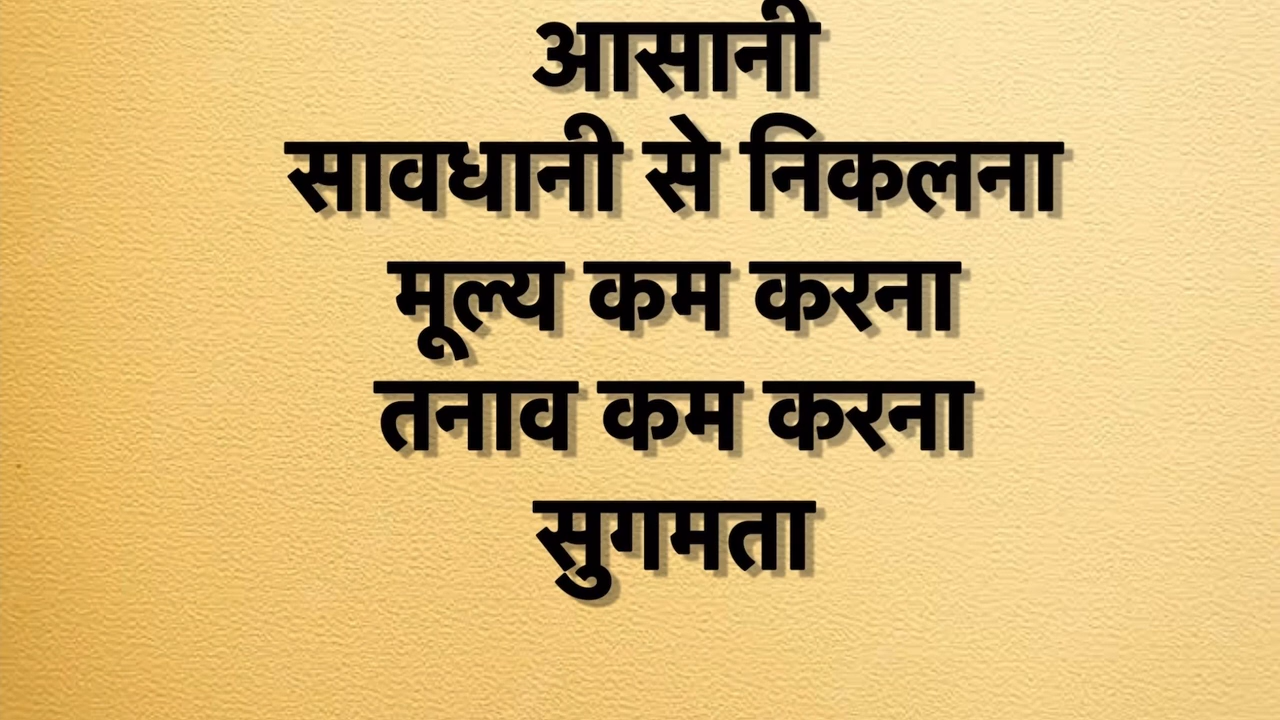 आसानी
सावधानी से निकलना
मूल्य कम करना
तनाव कम करना
सुगमता